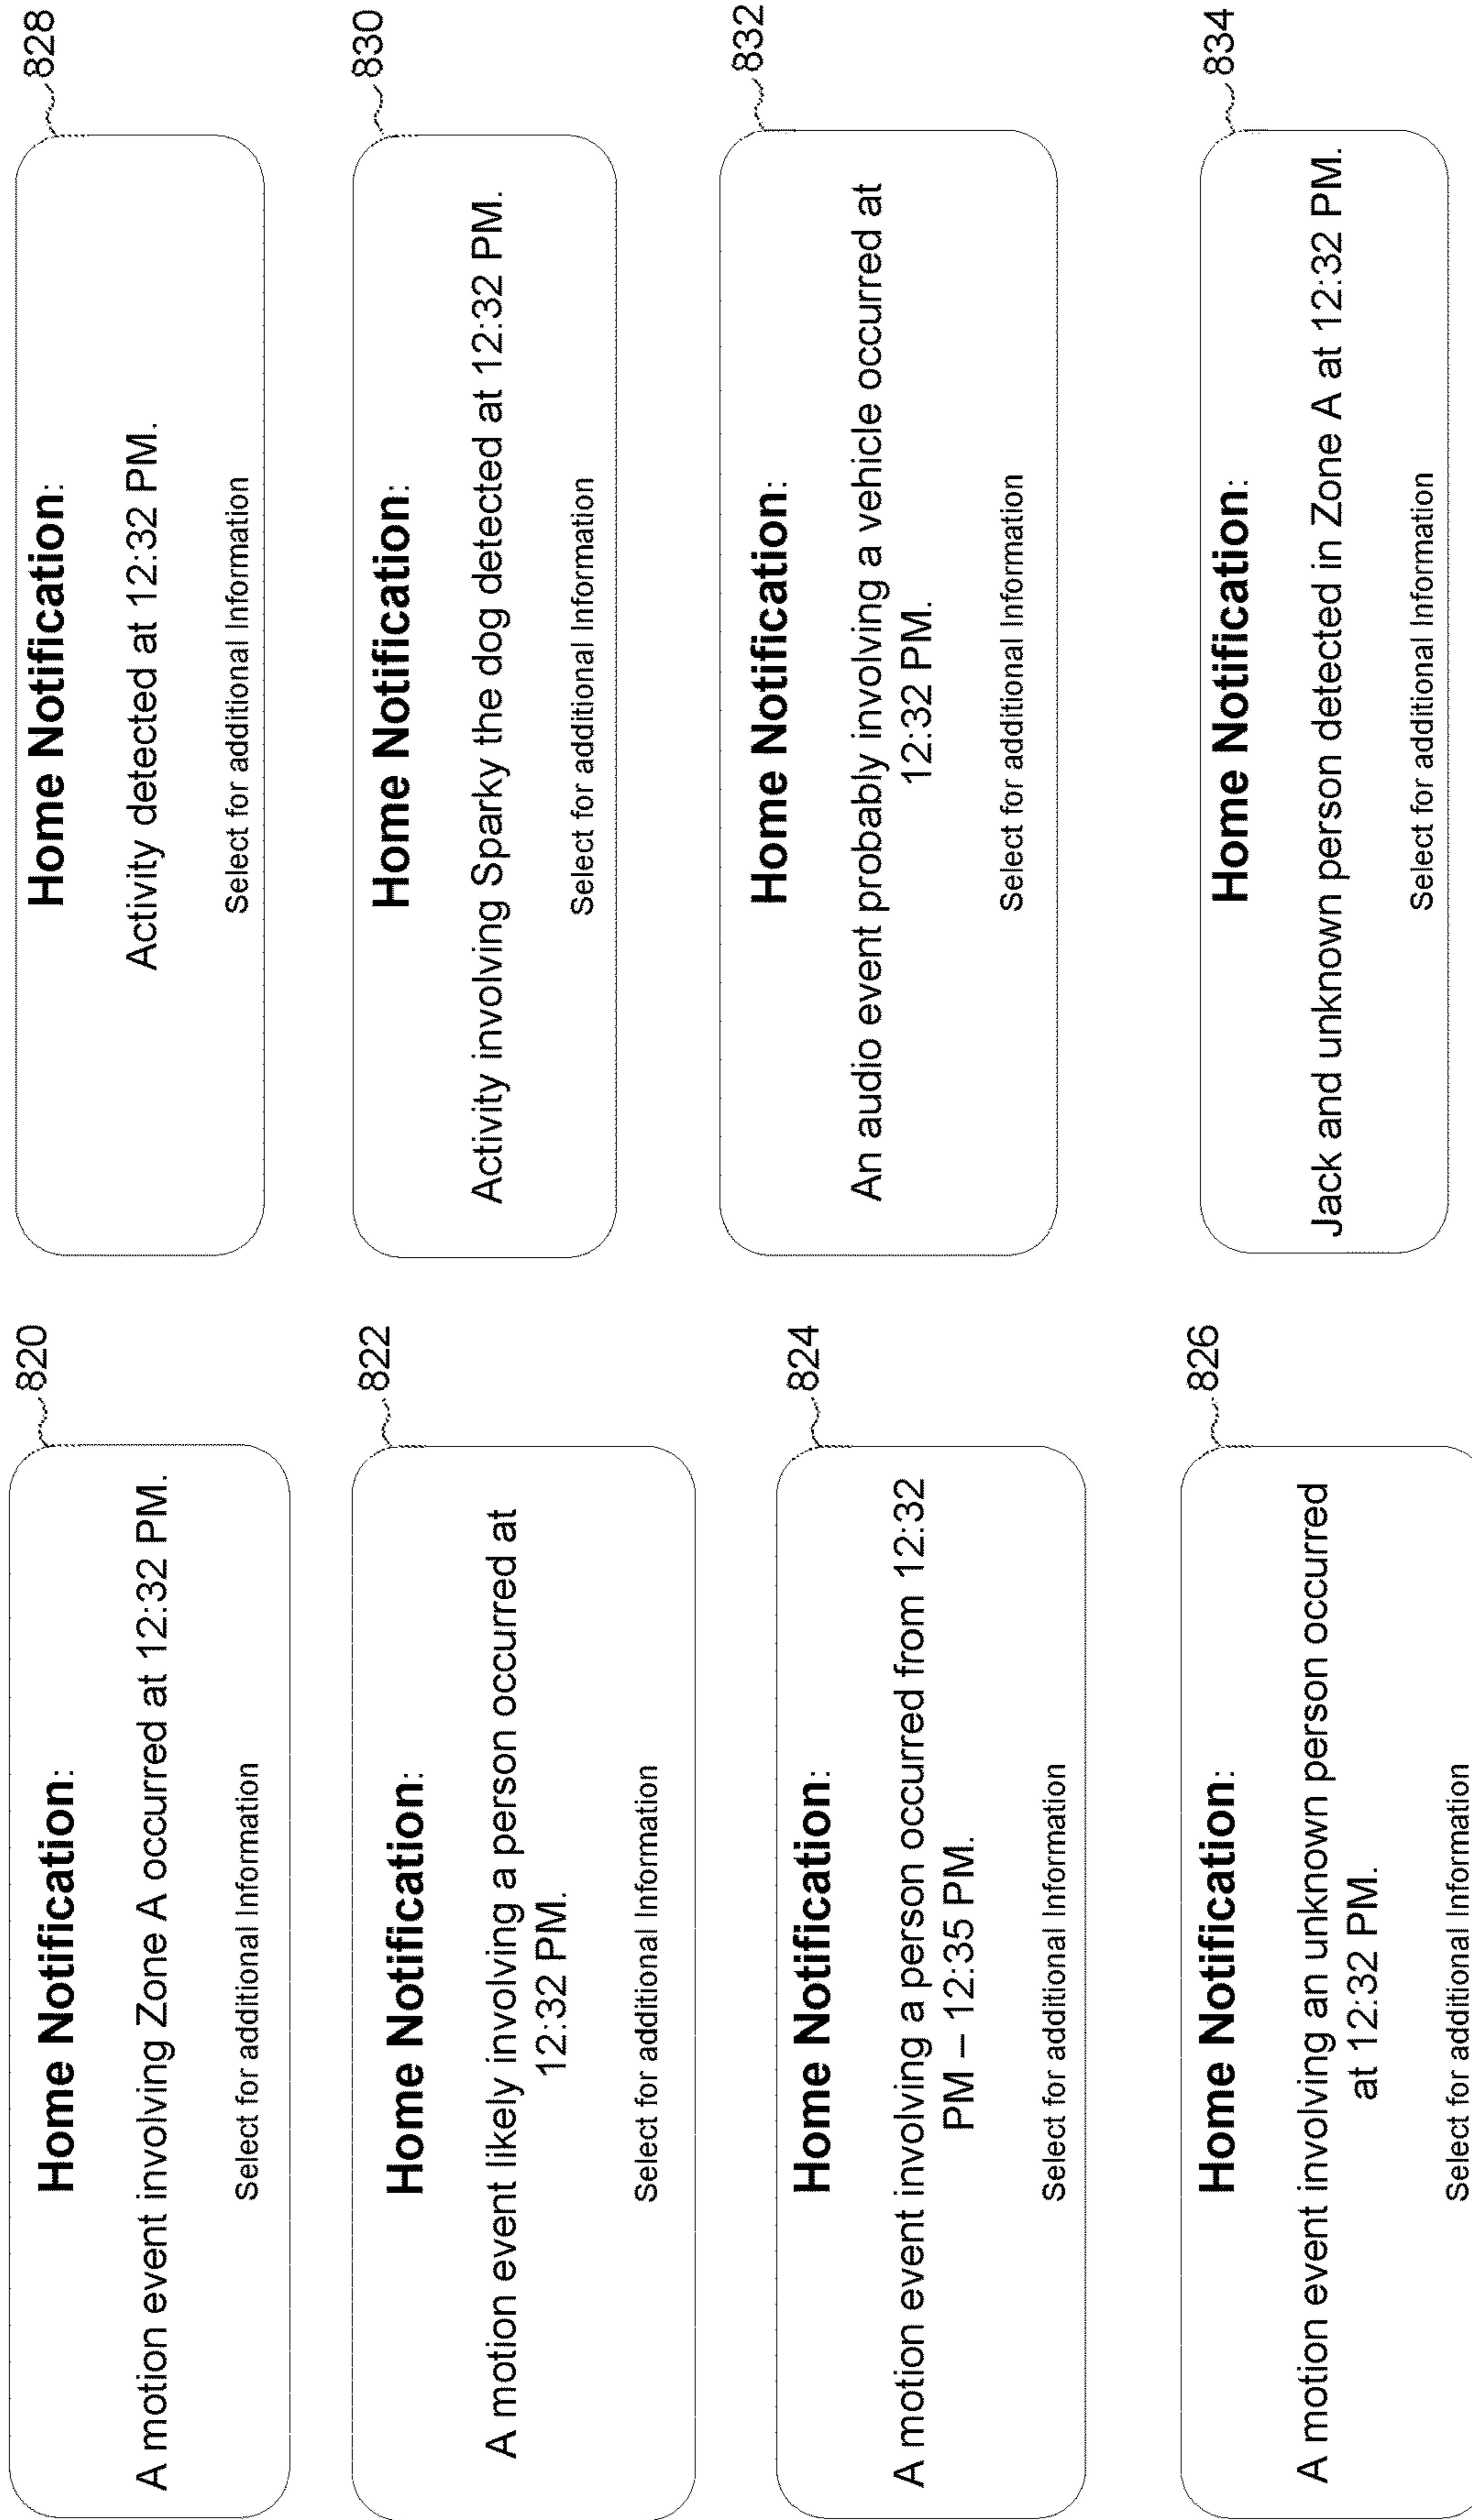 820
Home Notification:
A motion event involving Zone A occurred at 12:32 PM.
Select for additional Information
822
Home Notification:
A motion event likely involving a person occurred at
12:32 PM.
Select for additional Information
824
Home Notification:
A motion event involving a person occurred from 12:32
PM – 12:35 PM.
Select for additional Information
826
Home Notification:
A motion event involving an unknown person occurred
at 12:32 PM.
Select for additional Information
828
Home Notification:
Activity detected at 12:32 PM.
Select for additional Information
830
Home Notification:
Activity involving Sparky the dog detected at 12:32 PM.
Select for additional Information
832
Home Notification:
An audio event probably involving a vehicle occurred at
12:32 PM.
Select for additional Information
834
Home Notification:
Jack and unknown person detected in Zone A at 12:32 PM.
Select for additional Information